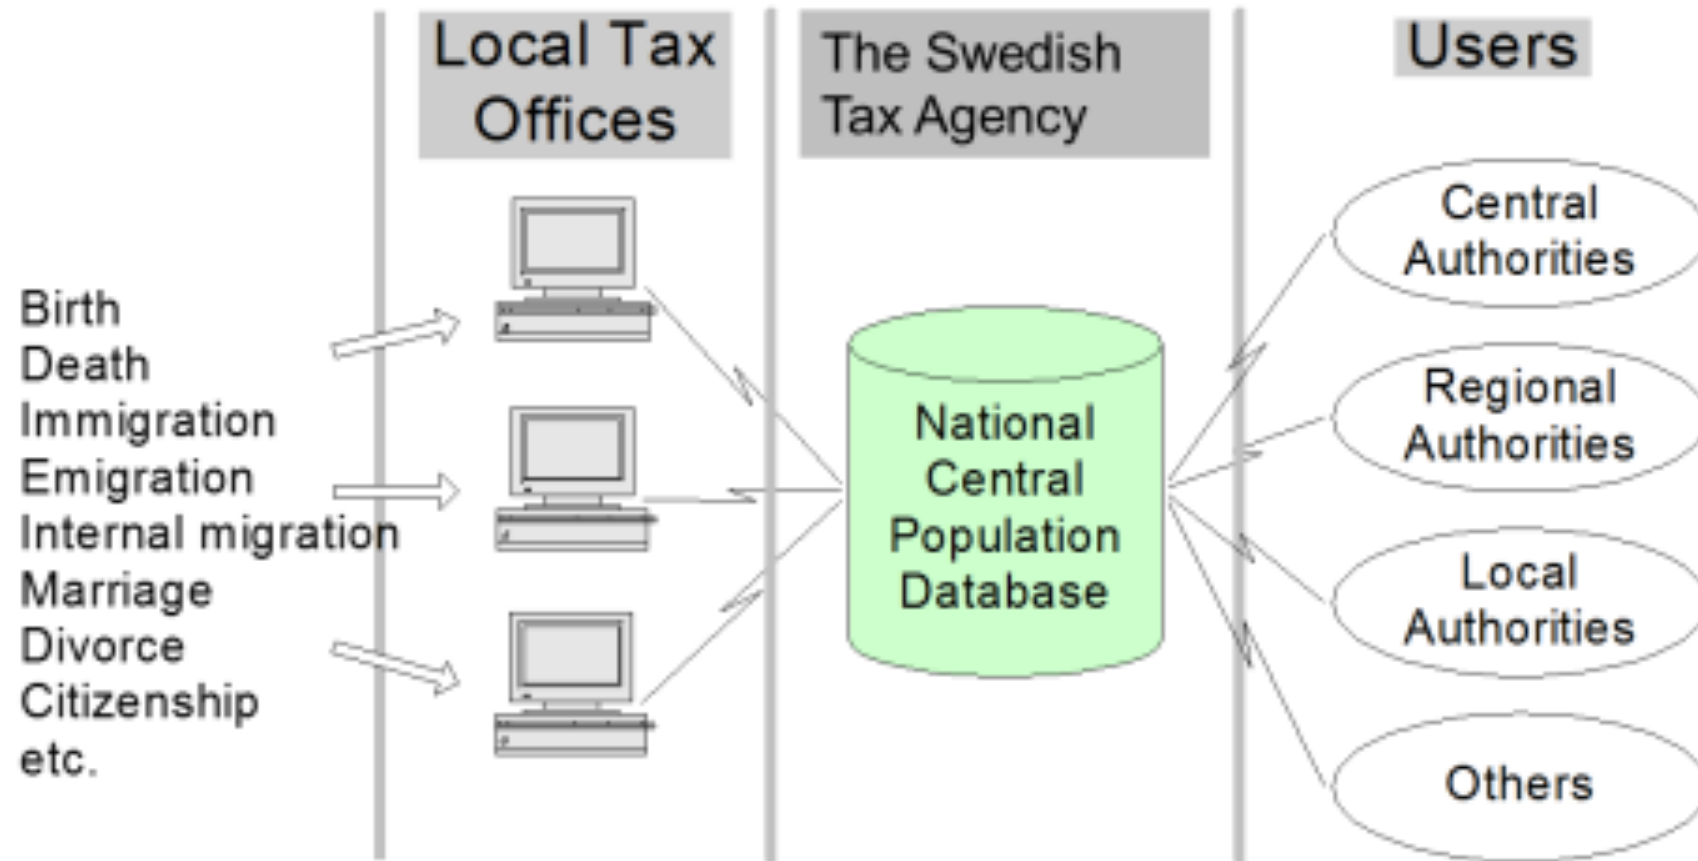 Local Tax
Offices
The Swedish
Tax Agency
Users
Birth
Death
Immigration
Emigration
Internal migration
Marriage
Divorce
Citizenship
etc.
National
Central
Population
Database
Central
Authorities
Regional
Authorities
Local
Authorities
Others